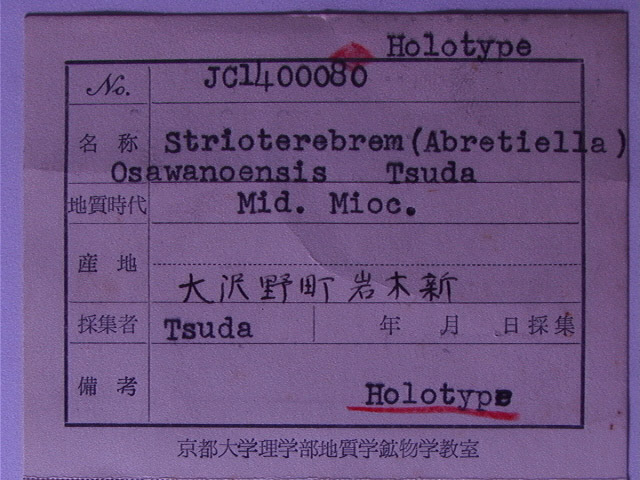 Holotype
No. JC1400080
名称 Strioterebrem(Abretiella)
Osawanoensis Tsuda
地質時代 Mid. Mioc.
産地
大沢野町岩木新
採集者 Tsuda 年 月 日採集
備考 Holotype
京都大学理学部地質学鉱物学教室